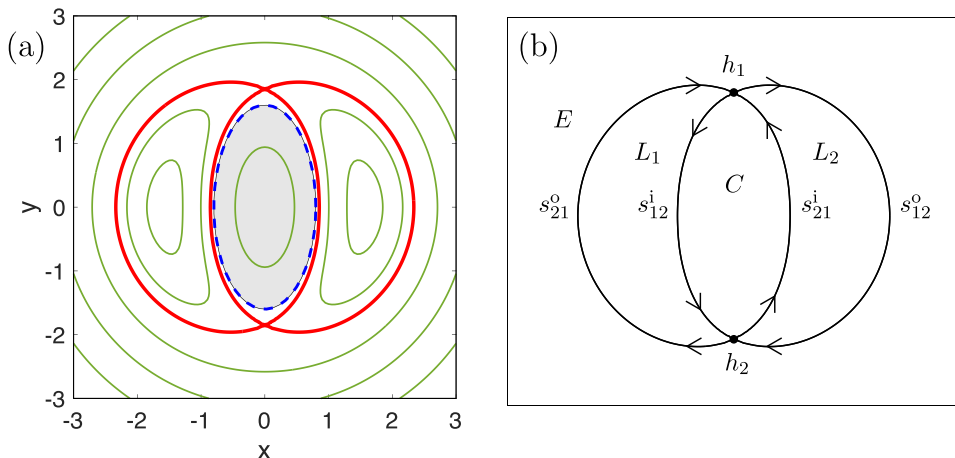 (a)
3
2
1
0
-1
-2
-3
y
-3 -2 -1 0 1 2 3
x
(b)
h₁
E
L₁ L₂
C
s₂₁ᵒ s₁₂ⁱ s₂₁ⁱ s₁₂ᵒ
h₂